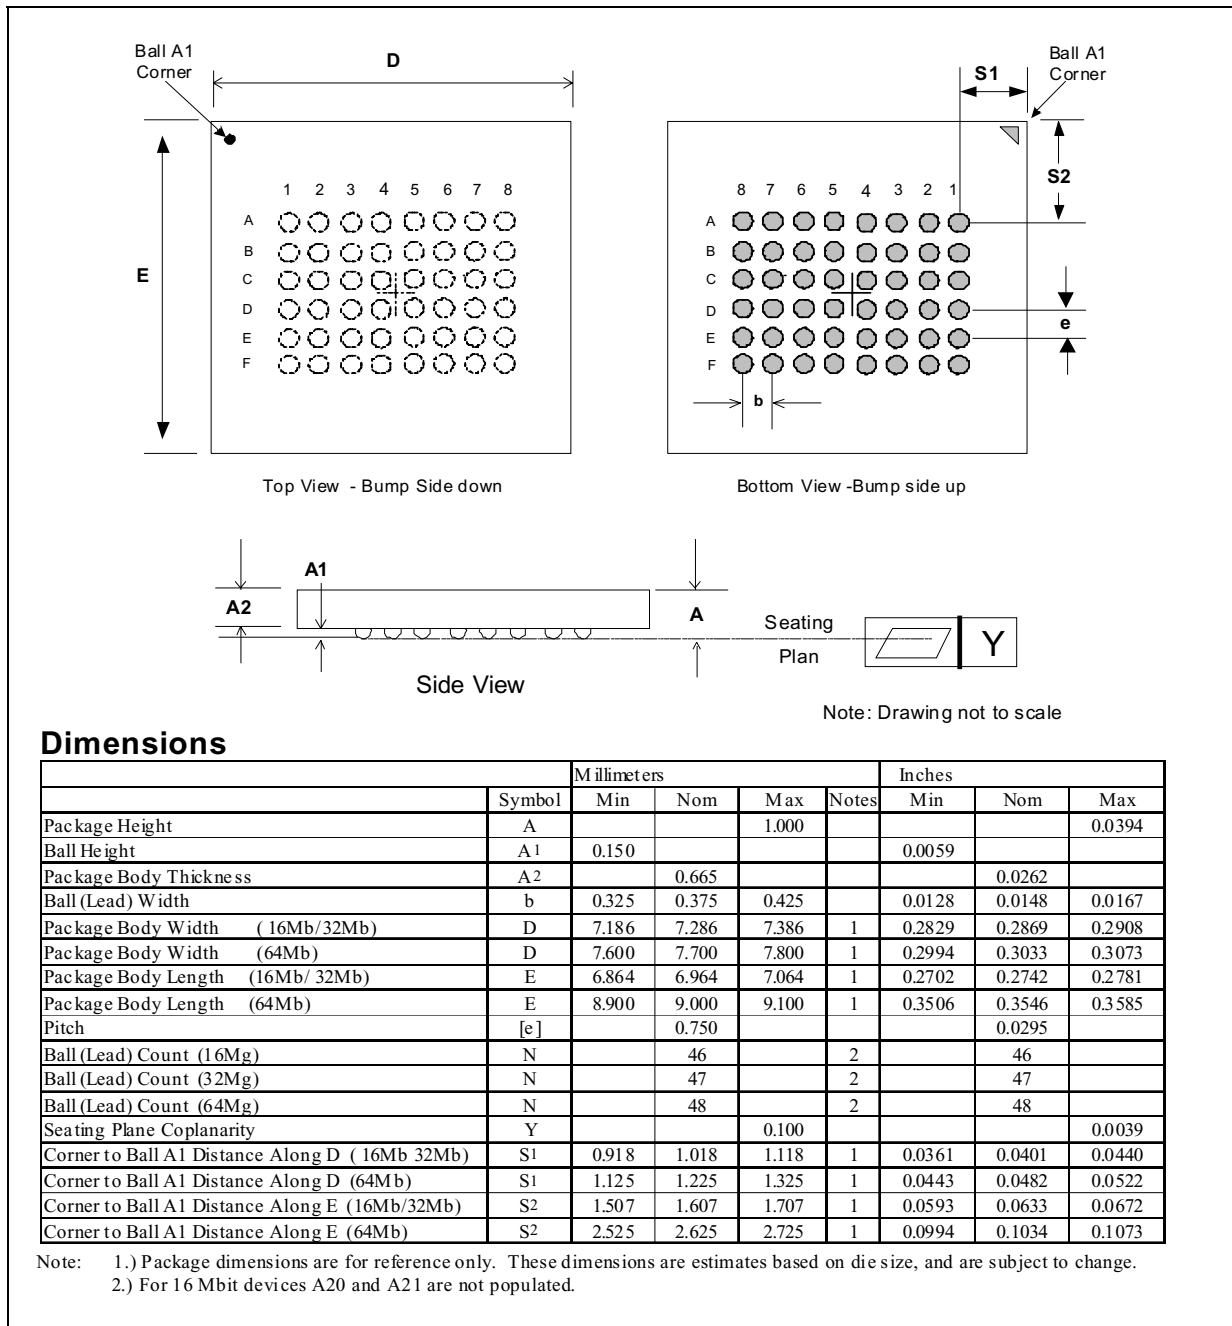 Ball A1
Corner
D
S1
Ball A1
Corner
E
S2
1 2 3 4 5 6 7 8
A
B
C
D
E
F
8 7 6 5 4 3 2 1
A
B
C
D
E
F
e
b
Top View - Bump Side down
Bottom View -Bump side up
A1
A2
A
Seating
Plan
Y
Side View
Note: Drawing not to scale
Dimensions
Millimeters Inches
Symbol Min Nom Max Notes Min Nom Max
Package Height A 1.000 0.0394
Ball Height A1 0.150 0.0059
Package Body Thickness A2 0.665 0.0262
Ball (Lead) Width b 0.325 0.375 0.425 0.0128 0.0148 0.0167
Package Body Width (16Mb/32Mb) D 7.186 7.286 7.386 1 0.2829 0.2869 0.2908
Package Body Width (64Mb) D 7.600 7.700 7.800 1 0.2994 0.3033 0.3073
Package Body Length (16Mb/ 32Mb) E 6.864 6.964 7.064 1 0.2702 0.2742 0.2781
Package Body Length (64Mb) E 8.900 9.000 9.100 1 0.3506 0.3546 0.3585
Pitch [e] 0.750 0.0295
Ball (Lead) Count (16Mg) N 46 2 46
Ball (Lead) Count (32Mg) N 47 2 47
Ball (Lead) Count (64Mg) N 48 2 48
Seating Plane Coplanarity Y 0.100 0.0039
Corner to Ball A1 Distance Along D (16Mb 32Mb) S1 0.918 1.018 1.118 1 0.0361 0.0401 0.0440
Corner to Ball A1 Distance Along D (64Mb) S1 1.125 1.225 1.325 1 0.0443 0.0482 0.0522
Corner to Ball A1 Distance Along E (16Mb/32Mb) S2 1.507 1.607 1.707 1 0.0593 0.0633 0.0672
Corner to Ball A1 Distance Along E (64Mb) S2 2.525 2.625 2.725 1 0.0994 0.1034 0.1073
Note: 1.) Package dimensions are for reference only. These dimensions are estimates based on die size, and are subject to change.
2.) For 16 Mbit devices A20 and A21 are not populated.